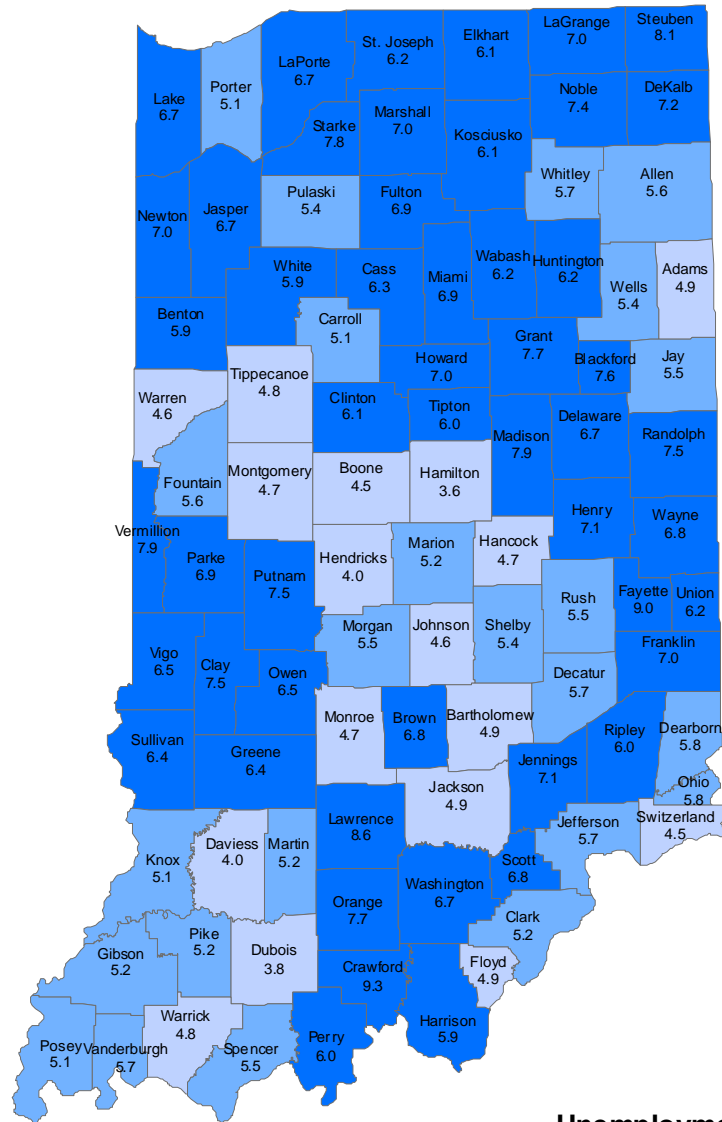 LaGrange
7.0
Steuben
8.1
Elkhart
6.1
St. Joseph
6.2
LaPorte
6.7
Porter
5.1
Lake
6.7
Noble
7.4
DeKalb
7.2
Marshall
7.0
Starke
7.8
Kosciusko
6.1
Whitley
5.7
Allen
5.6
Pulaski
5.4
Fulton
6.9
Newton
7.0
Jasper
6.7
White
5.9
Cass
6.3
Miami
6.9
Wabash
6.2
Huntington
6.2
Wells
5.4
Adams
4.9
Benton
5.9
Carroll
5.1
Grant
7.7
Blackford
7.6
Jay
5.5
Howard
7.0
Tippecanoe
4.8
Warren
4.6
Clinton
6.1
Tipton
6.0
Madison
7.9
Delaware
6.7
Randolph
7.5
Fountain
5.6
Montgomery
4.7
Boone
4.5
Hamilton
3.6
Henry
7.1
Wayne
6.8
Vermillion
7.9
Parke
6.9
Putnam
7.5
Hendricks
4.0
Marion
5.2
Hancock
4.7
Rush
5.5
Fayette
9.0
Union
6.2
Vigo
6.5
Clay
7.5
Owen
6.5
Morgan
5.5
Johnson
4.6
Shelby
5.4
Decatur
5.7
Franklin
7.0
Sullivan
6.4
Greene
6.4
Monroe
4.7
Brown
6.8
Bartholomew
4.9
Jennings
7.1
Ripley
6.0
Dearborn
5.8
Ohio
5.8
Switzerland
4.5
Jefferson
5.7
Jackson
4.9
Lawrence
8.6
Martin
5.2
Daviess
4.0
Knox
5.1
Scott
6.8
Washington
6.7
Orange
7.7
Clark
5.2
Floyd
4.9
Crawford
9.3
Dubois
3.8
Pike
5.2
Gibson
5.2
Harrison
5.9
Perry
6.0
Spencer
5.5
Warrick
4.8
Vanderburgh
5.7
Posey
5.1